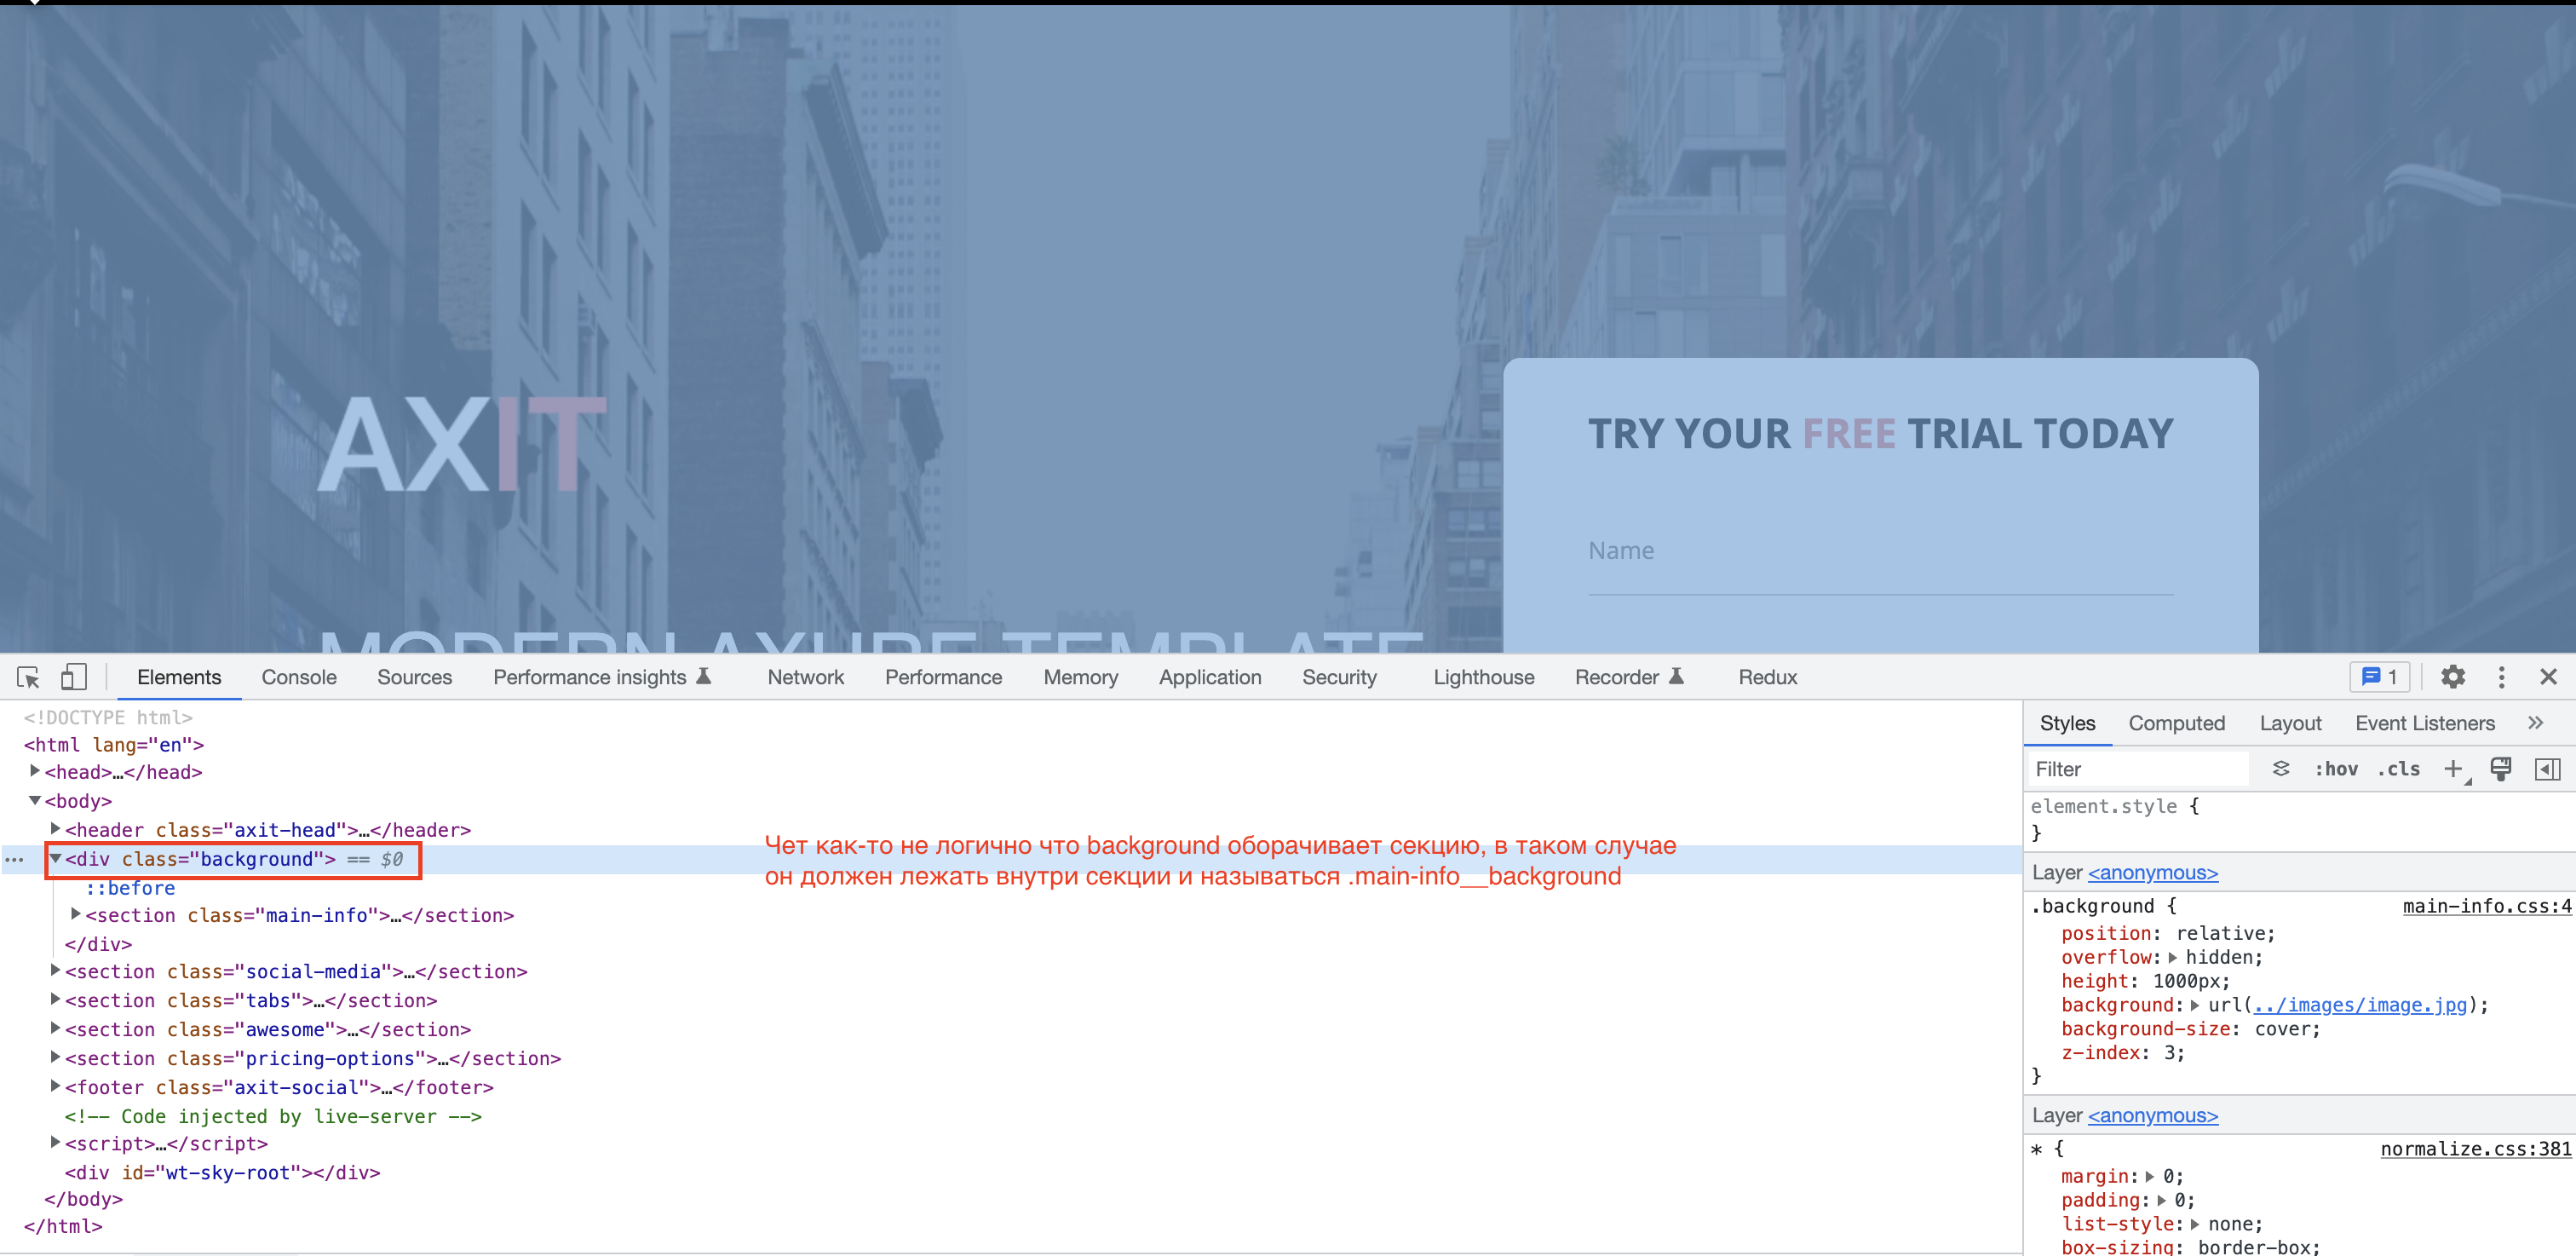 AXIT
TRY YOUR FREE TRIAL TODAY
Name
MODERN AXURE TEMPLATE
Elements Console Sources Performance insights Network Performance Memory Application Security Lighthouse Recorder Redux 1
<!DOCTYPE html>
<html lang="en">
<head>…</head>
<body>
<header class="axit-head">…</header>
<div class="background"> == $0
::before
<section class="main-info">…</section>
</div>
<section class="social-media">…</section>
<section class="tabs">…</section>
<section class="awesome">…</section>
<section class="pricing-options">…</section>
<footer class="axit-social">…</footer>
<!-- Code injected by live-server -->
<script>…</script>
<div id="wt-sky-root"></div>
</body>
</html>
Чет как-то не логично что background оборачивает секцию, в таком случае
он должен лежать внутри секции и называться .main-info__background
Styles Computed Layout Event Listeners »
Filter :hov .cls +
element.style {
}
Layer <anonymous>
.background { main-info.css:4
position: relative;
overflow: hidden;
height: 1000px;
background: url(../images/image.jpg);
background-size: cover;
z-index: 3;
}
Layer <anonymous>
* { normalize.css:381
margin: 0;
padding: 0;
list-style: none;
box-sizing: border-box;